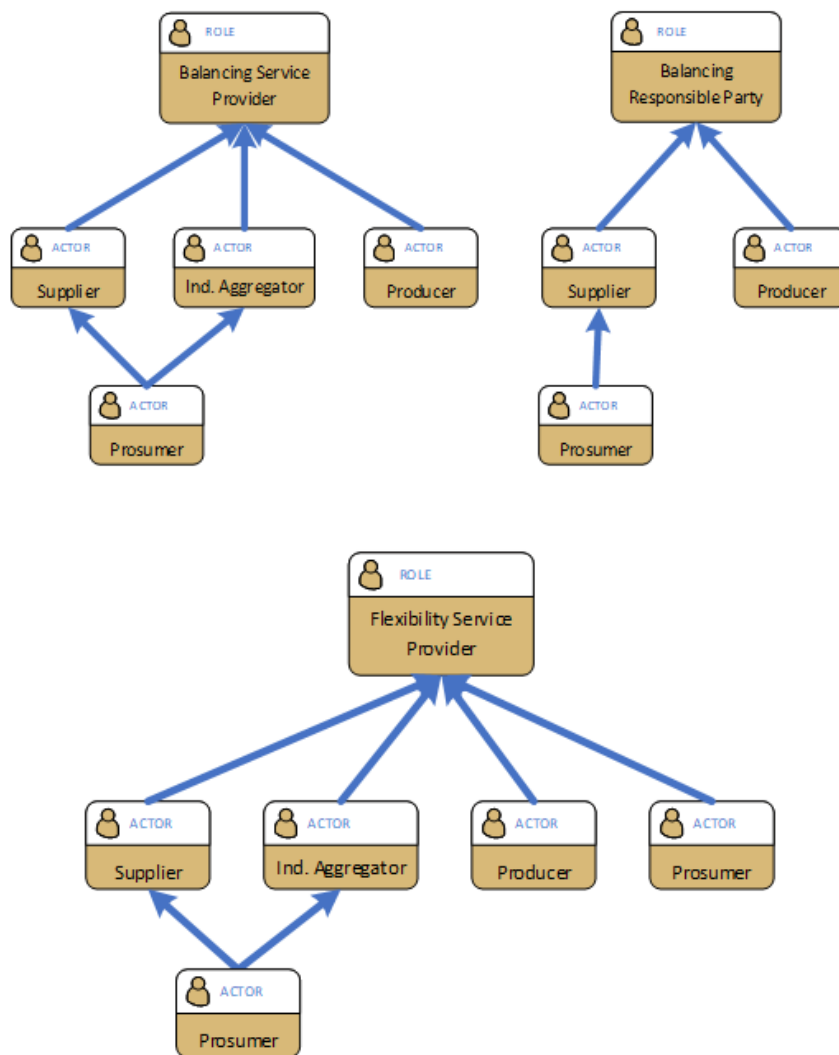 ROLE
Balancing Service
Provider
ROLE
Balancing
Responsible Party
ACTOR
Supplier
ACTOR
Ind. Aggregator
ACTOR
Producer
ACTOR
Supplier
ACTOR
Producer
ACTOR
Prosumer
ACTOR
Prosumer
ROLE
Flexibility Service
Provider
ACTOR
Supplier
ACTOR
Ind. Aggregator
ACTOR
Producer
ACTOR
Prosumer
ACTOR
Prosumer